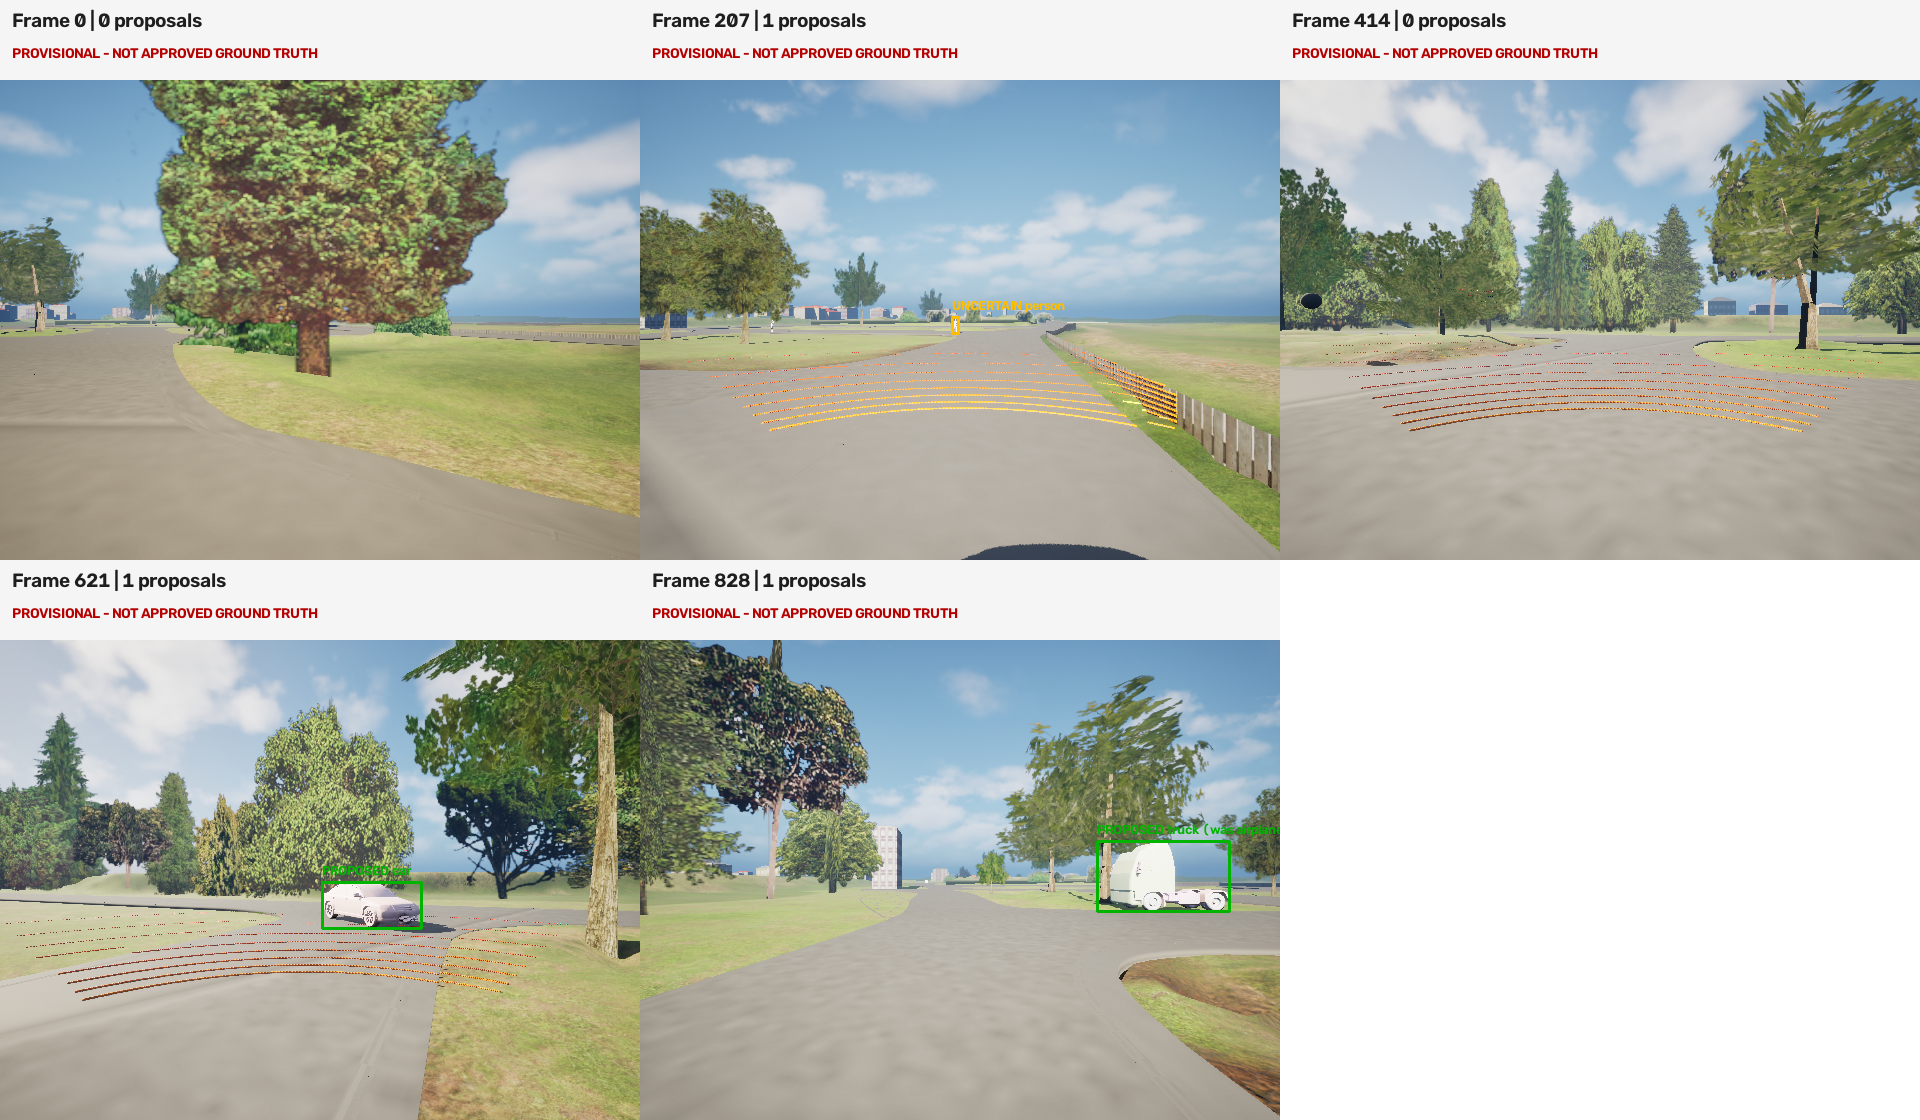 Frame 0 | 0 proposals
PROVISIONAL - NOT APPROVED GROUND TRUTH
Frame 207 | 1 proposals
PROVISIONAL - NOT APPROVED GROUND TRUTH
Frame 414 | 0 proposals
PROVISIONAL - NOT APPROVED GROUND TRUTH
UNCERTAIN person
Frame 621 | 1 proposals
PROVISIONAL - NOT APPROVED GROUND TRUTH
Frame 828 | 1 proposals
PROVISIONAL - NOT APPROVED GROUND TRUTH
PROPOSED truck (was
PROPOSED car